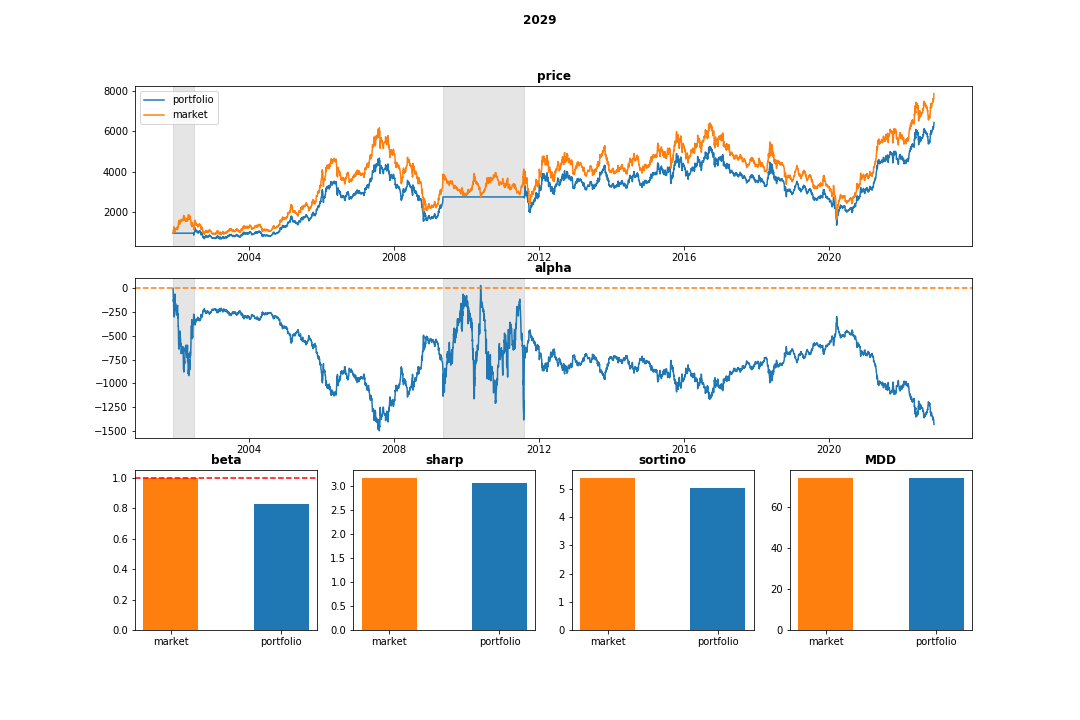 2029
price
8000
6000
4000
2000
portfolio
market
2004 2008 2012 2016 2020
alpha
0
−250
−500
−750
−1000
−1250
−1500
2004 2008 2012 2016 2020
beta
1.0
0.8
0.6
0.4
0.2
0.0
market portfolio
sharp
3.0
2.5
2.0
1.5
1.0
0.5
0.0
market portfolio
sortino
5
4
3
2
1
0
market portfolio
MDD
60
40
20
0
market portfolio